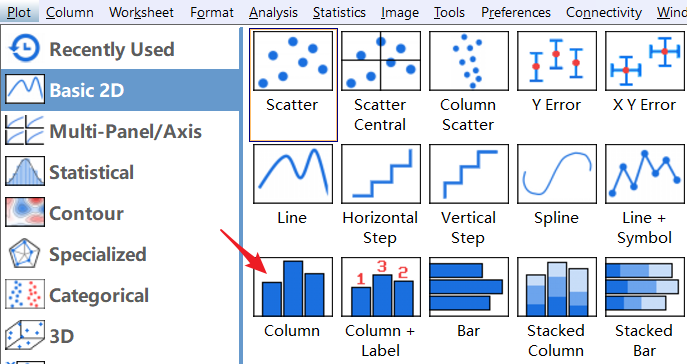 Plot Column Worksheet Format Analysis Statistics Image Tools Preferences Connectivity Wind
Recently Used
Basic 2D
Multi-Panel/Axis
Statistical
Contour
Specialized
Categorical
3D
Scatter
Scatter
Central
Column
Scatter
Y Error
X Y Error
Line
Horizontal
Step
Vertical
Step
Spline
Line +
Symbol
1 3 2
Column
Column +
Label
Bar
Stacked
Column
Stacked
Bar